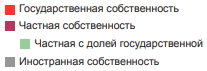 Государственная собственность
Частная собственность
Частная с долей государственной
Иностранная собственность